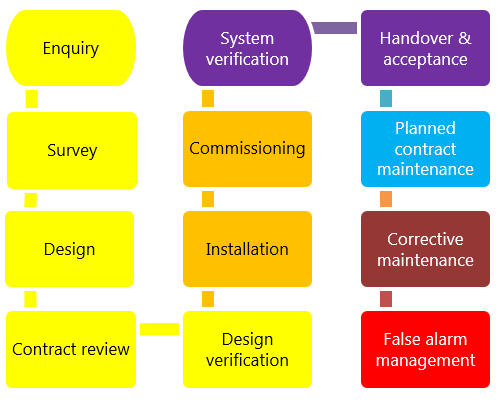 Enquiry
Survey
Design
Contract review
Design
verification
Installation
Commissioning
System
verification
Handover &
acceptance
Planned
contract
maintenance
Corrective
maintenance
False alarm
management